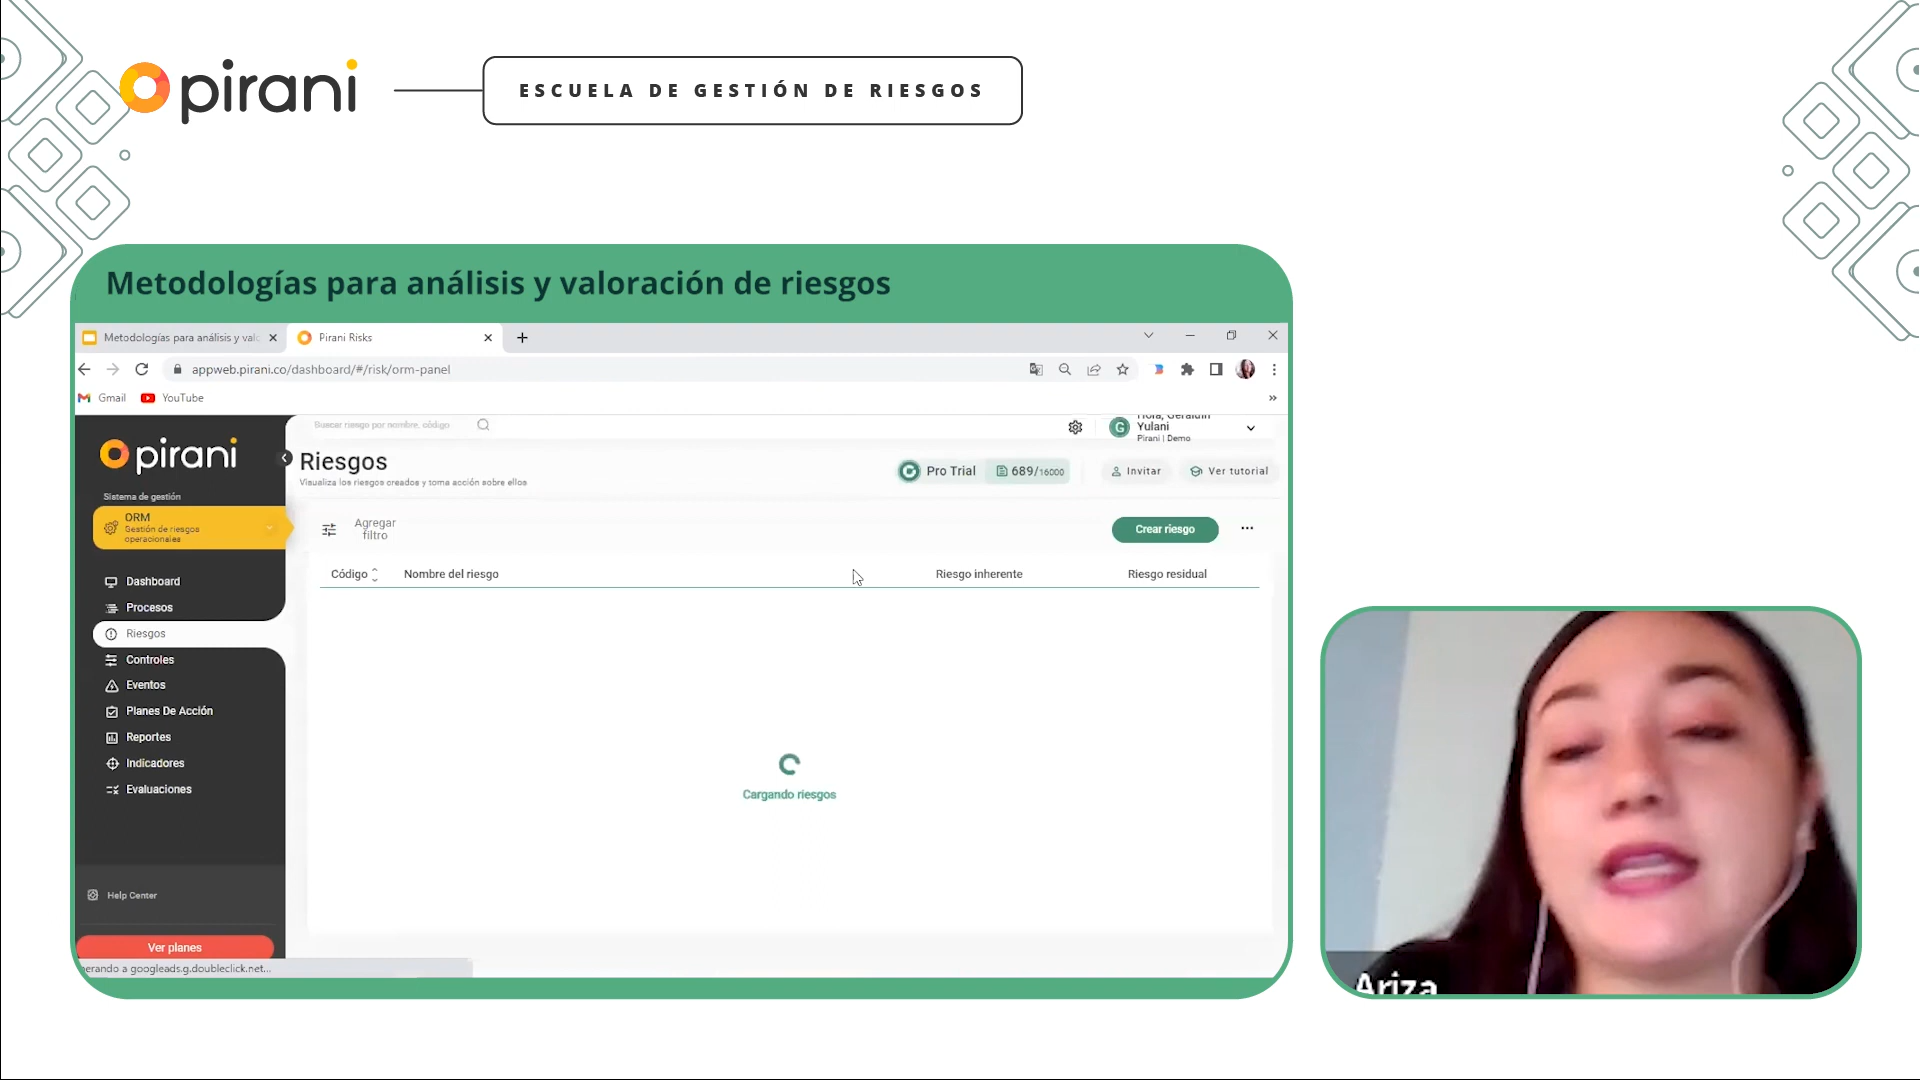 pirani
ESCUELA DE GESTIÓN DE RIESGOS
Metodologías para análisis y valoración de riesgos
Metodologías para análisis y valo
Pirani Risks
appweb.pirani.co/dashboard/#/risk/orm-panel
Gmail
YouTube
»
pirani
Buscar riesgo por nombre, código
G
Hola, Geraldin
Yulani
Pirani | Demo
Riesgos
Visualiza los riesgos creados y toma acción sobre ellos
Pro Trial
689/16000
Invitar
Ver tutorial
Sistema de gestión
ORM
Gestión de riesgos
operacionales
Agregar
filtro
Crear riesgo
Código
Nombre del riesgo
Riesgo inherente
Riesgo residual
Dashboard
Procesos
Riesgos
Controles
Eventos
Planes De Acción
Reportes
Indicadores
Evaluaciones
Cargando riesgos
Help Center
Ver planes
erando a googleads.g.doubleclick.net...
Ariza